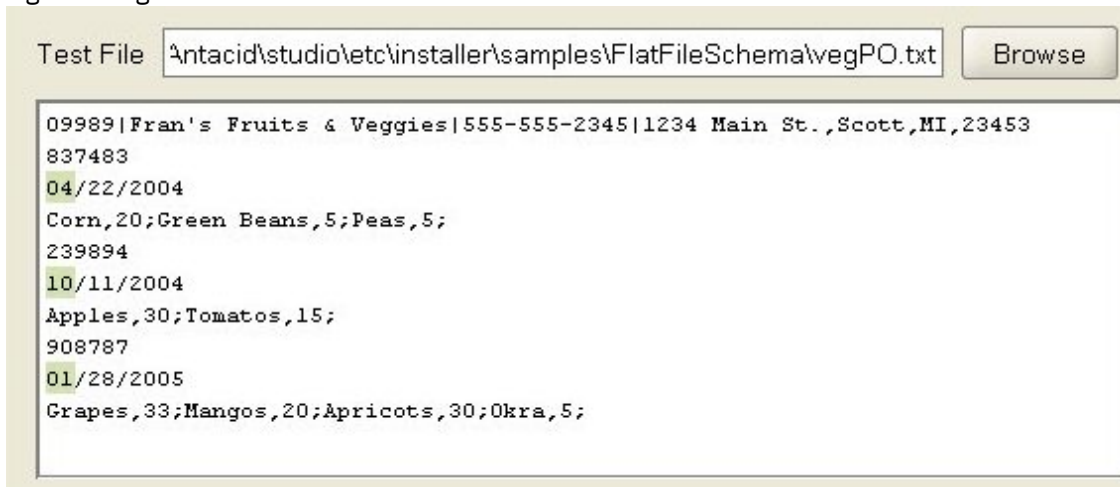 Test File Antacid\studio\etc\installer\samples\FlatFileSchema\vegPO.txt Browse
09989|Fran's Fruits & Veggies|555-555-2345|1234 Main St.,Scott,MI,23453
837483
04/22/2004
Corn,20;Green Beans,5;Peas,5;
239894
10/11/2004
Apples,30;Tomatos,15;
908787
01/28/2005
Grapes,33;Mangos,20;Apricots,30;Okra,5;